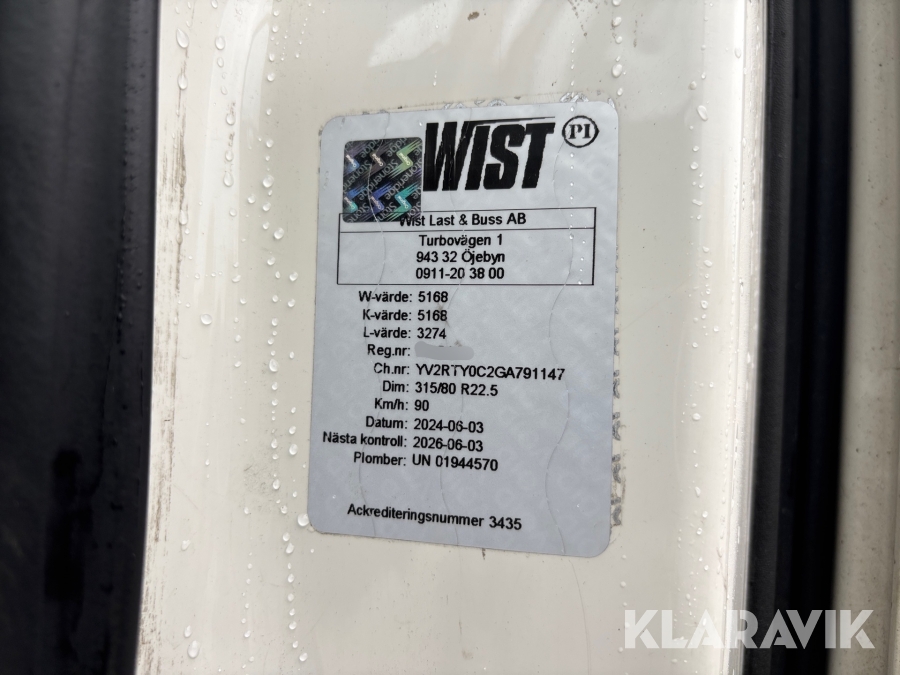 WIST
PI
Wist Last & Buss AB
Turbovägen 1
943 32 Öjebyn
0911-20 38 00
W-värde: 5168
K-värde: 5168
L-värde: 3274
Reg.nr:
Ch.nr: YV2RTY0C2GA791147
Dim: 315/80 R22.5
Km/h: 90
Datum: 2024-06-03
Nästa kontroll: 2026-06-03
Plomber: UN 01944570
Ackrediteringsnummer 3435
KLARAVIK